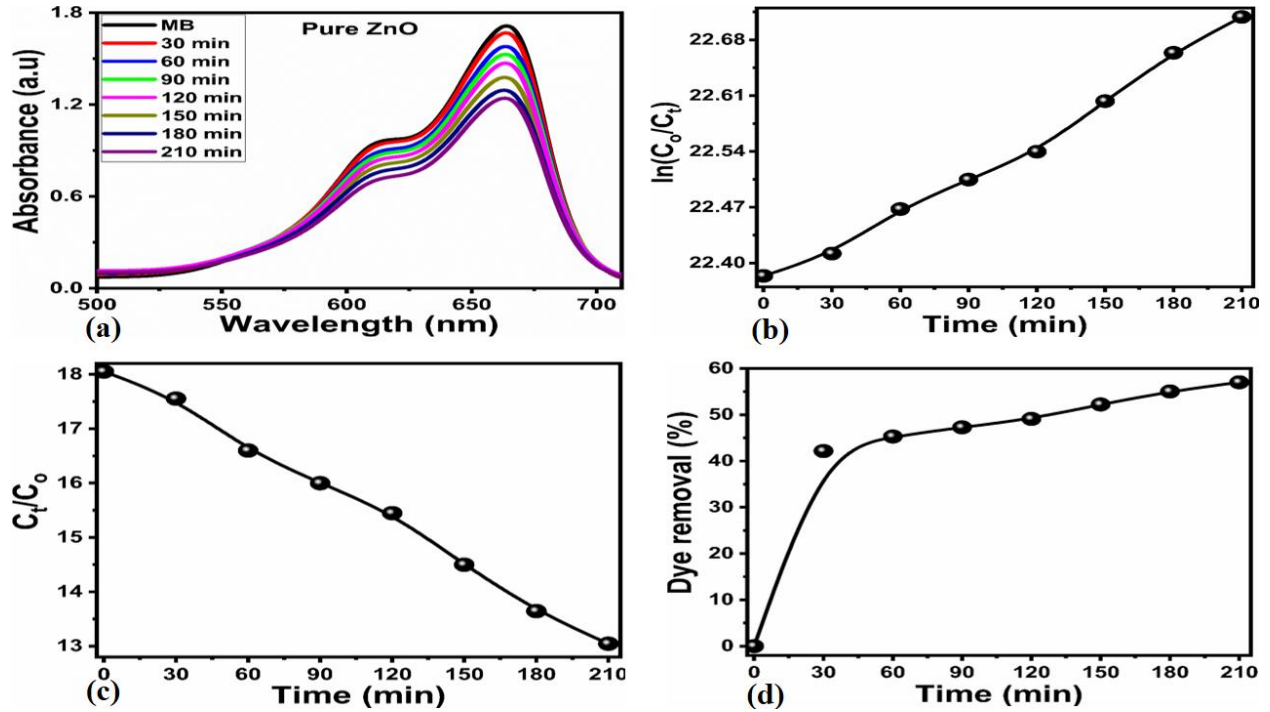 Pure ZnO
MB
30 min
60 min
90 min
120 min
150 min
180 min
210 min
Absorbance (a.u)
1.8
1.2
0.6
0.0
500 550 600 650 700
Wavelength (nm)
(a)
ln(Co/Ct)
22.68
22.61
22.54
22.47
22.40
0 30 60 90 120 150 180 210
Time (min)
(b)
Ct/Co
18
17
16
15
14
13
0 30 60 90 120 150 180 210
Time (min)
(c)
Dye removal (%)
60
50
40
30
20
10
0
0 30 60 90 120 150 180 210
Time (min)
(d)